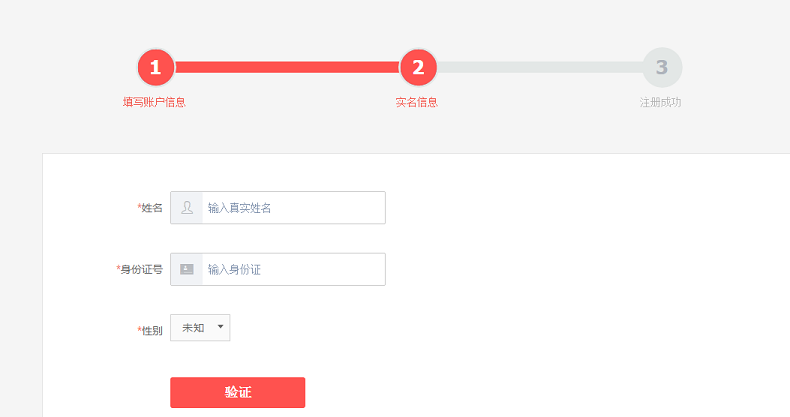 1 2 3
填写账户信息 实名信息 注册成功
*姓名 输入真实姓名
*身份证号 输入身份证
*性别 未知
验证